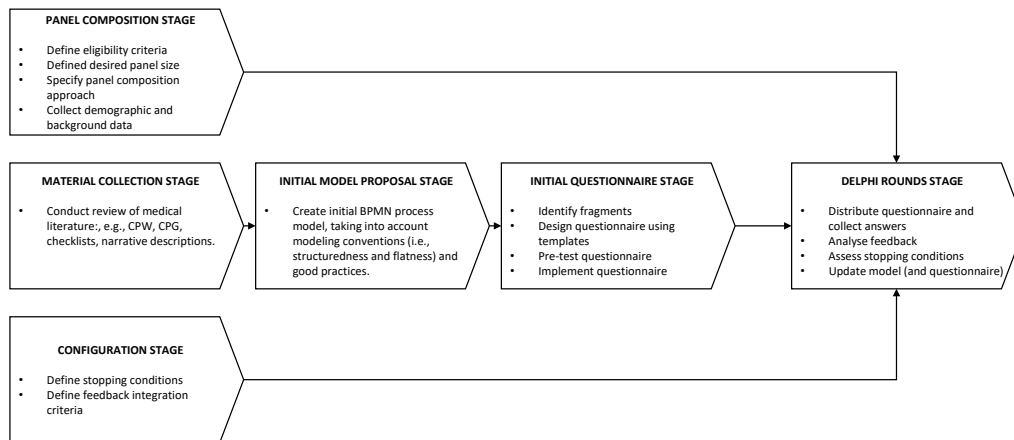 PANEL COMPOSITION STAGE
• Define eligibility criteria
• Defined desired panel size
• Specify panel composition
approach
• Collect demographic and
background data
MATERIAL COLLECTION STAGE
• Conduct review of medical
literature:, e.g., CPW, CPG,
checklists, narrative descriptions.
INITIAL MODEL PROPOSAL STAGE
• Create initial BPMN process
model, taking into account
modeling conventions (i.e.,
structuredness and flatness) and
good practices.
INITIAL QUESTIONNAIRE STAGE
• Identify fragments
• Design questionnaire using
templates
• Pre-test questionnaire
• Implement questionnaire
DELPHI ROUNDS STAGE
• Distribute questionnaire and
collect answers
• Analyse feedback
• Assess stopping conditions
• Update model (and questionnaire)
CONFIGURATION STAGE
• Define stopping conditions
• Define feedback integration
criteria